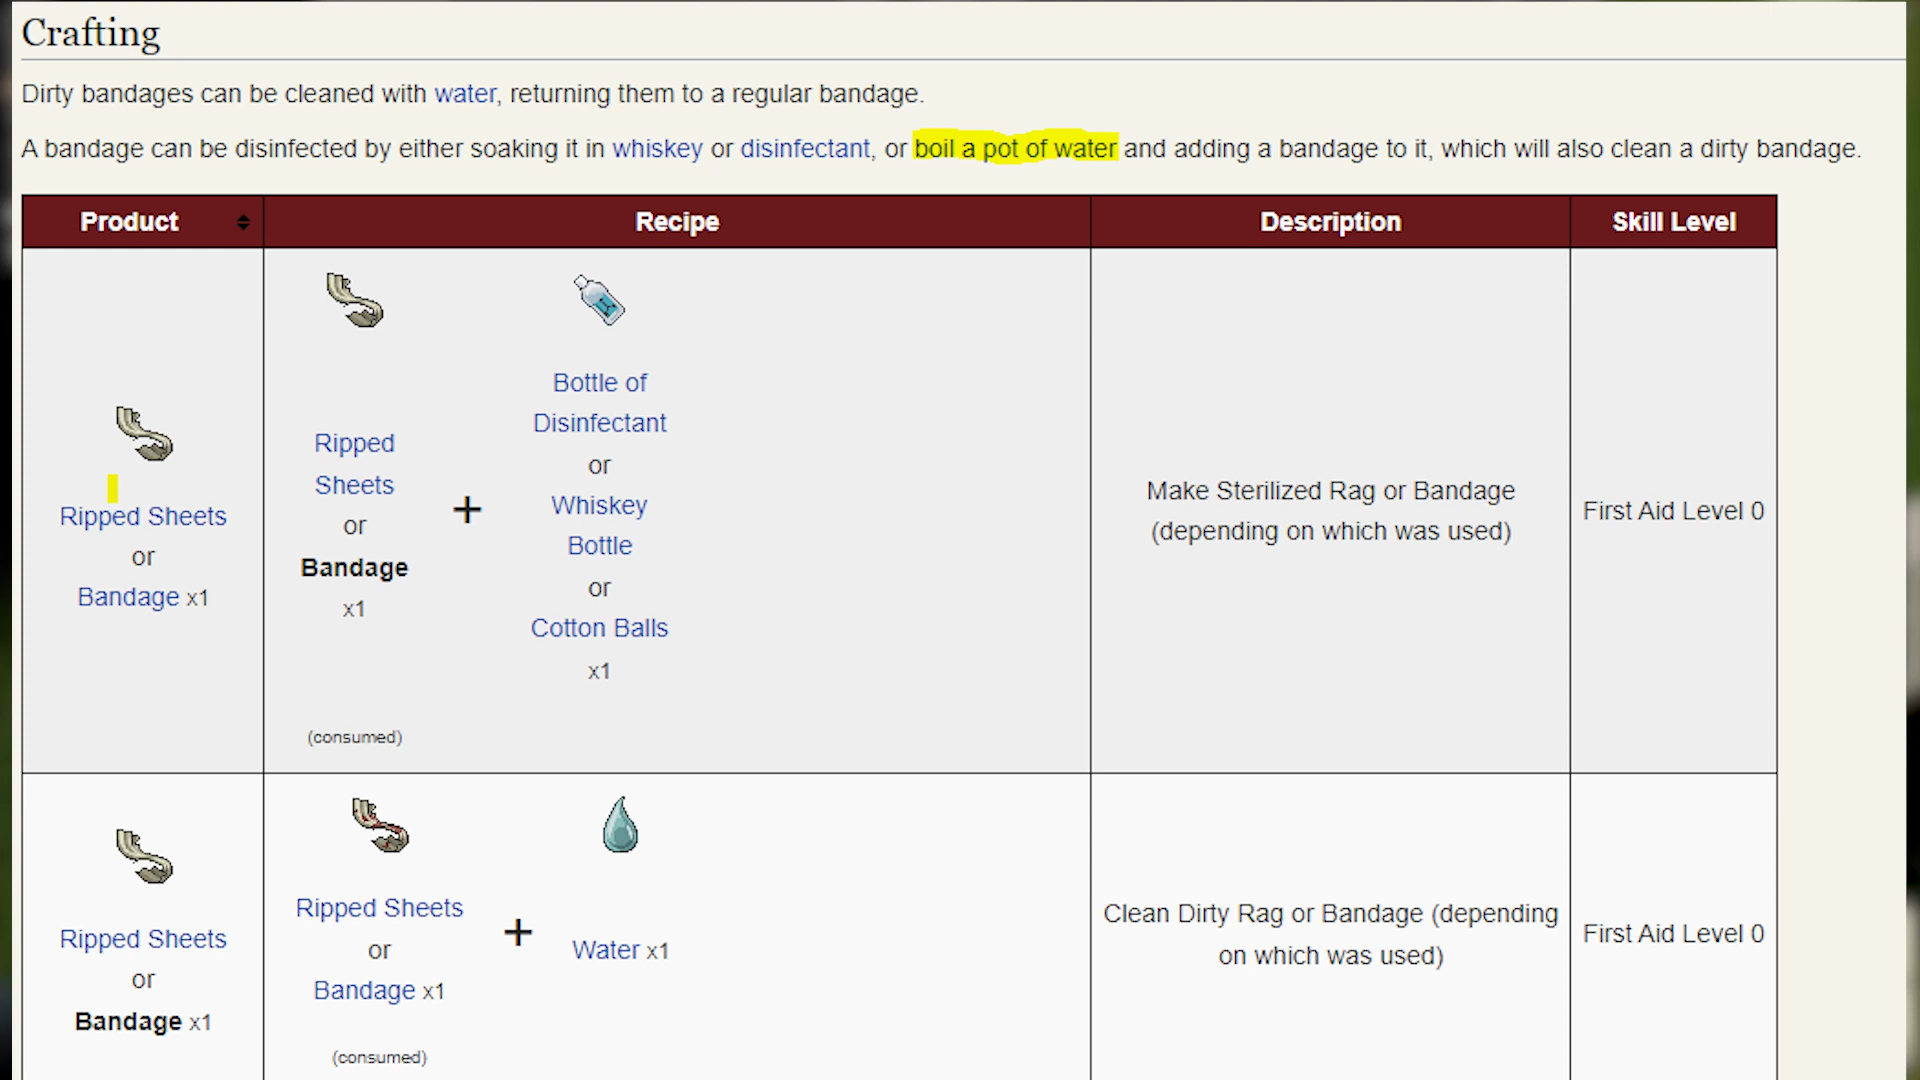 Crafting
Dirty bandages can be cleaned with water, returning them to a regular bandage.
A bandage can be disinfected by either soaking it in whiskey or disinfectant, or boil a pot of water and adding a bandage to it, which will also clean a dirty bandage.
Product
Recipe
Description
Skill Level
Ripped Sheets
or
Bandage x1
Ripped
Sheets
or
Bandage
x1
(consumed)
+
Bottle of
Disinfectant
or
Whiskey
Bottle
or
Cotton Balls
x1
Make Sterilized Rag or Bandage
(depending on which was used)
First Aid Level 0
Ripped Sheets
or
Bandage x1
Ripped Sheets
or
Bandage x1
(consumed)
+
Water x1
Clean Dirty Rag or Bandage (depending
on which was used)
First Aid Level 0